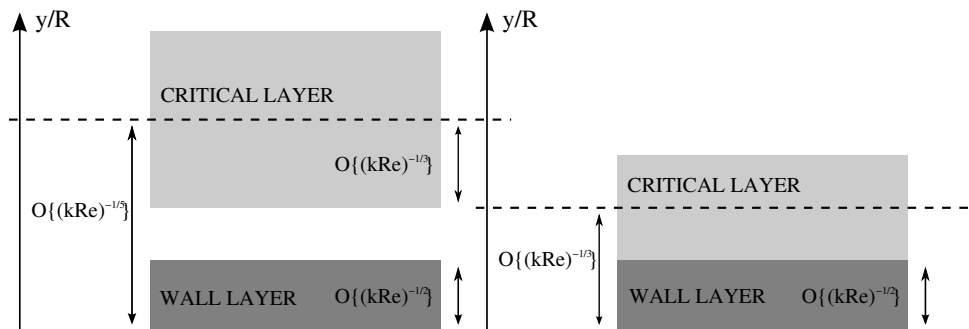 y/R
CRITICAL LAYER
O{(kRe)⁻¹/³}
O{(kRe)⁻¹/⁵}
WALL LAYER
O{(kRe)⁻¹/²}
y/R
CRITICAL LAYER
O{(kRe)⁻¹/³}
WALL LAYER
O{(kRe)⁻¹/²}